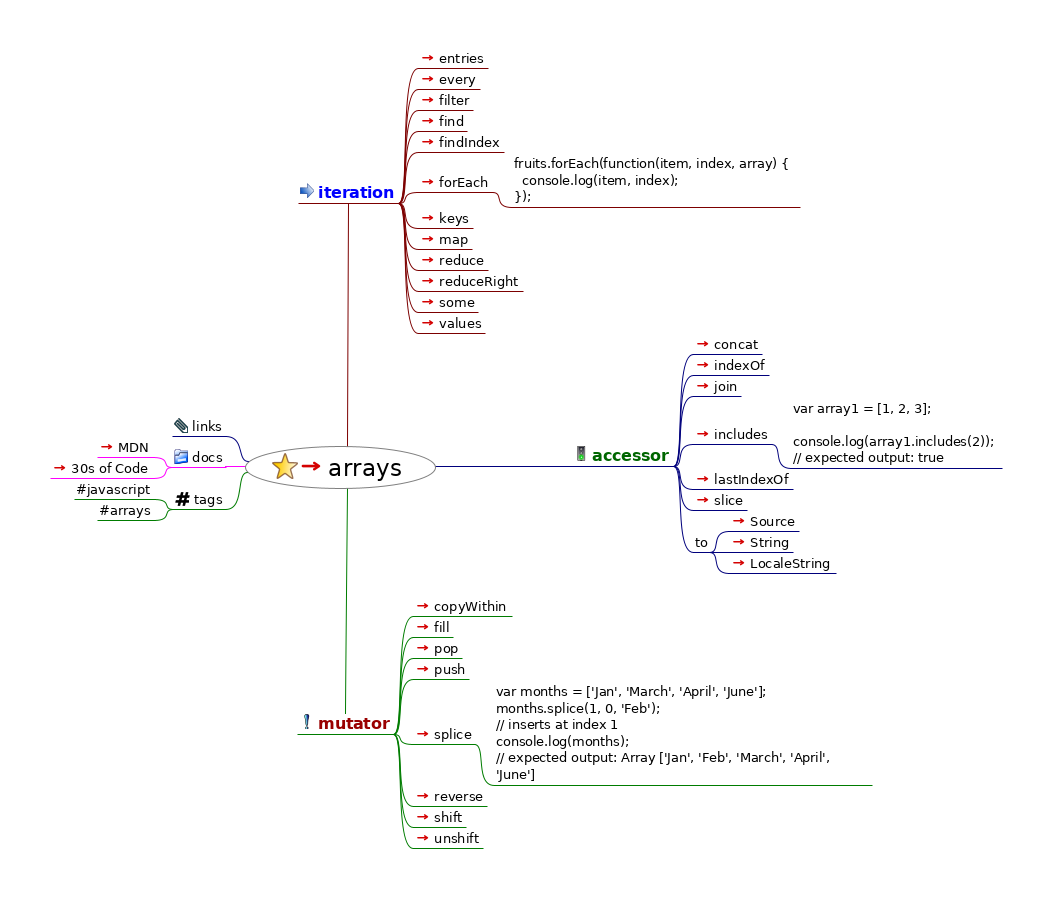 entries
every
filter
find
findIndex
fruits.forEach(function(item, index, array) {
console.log(item, index);
});
forEach
iteration
keys
map
reduce
reduceRight
some
values
concat
indexOf
join
var array1 = [1, 2, 3];
includes
console.log(array1.includes(2));
// expected output: true
accessor
lastIndexOf
slice
to
Source
String
LocaleString
links
docs
MDN
30s of Code
# tags
#javascript
#arrays
arrays
copyWithin
fill
pop
push
var months = ['Jan', 'March', 'April', 'June'];
months.splice(1, 0, 'Feb');
// inserts at index 1
console.log(months);
// expected output: Array ['Jan', 'Feb', 'March', 'April',
'June']
splice
mutator
reverse
shift
unshift